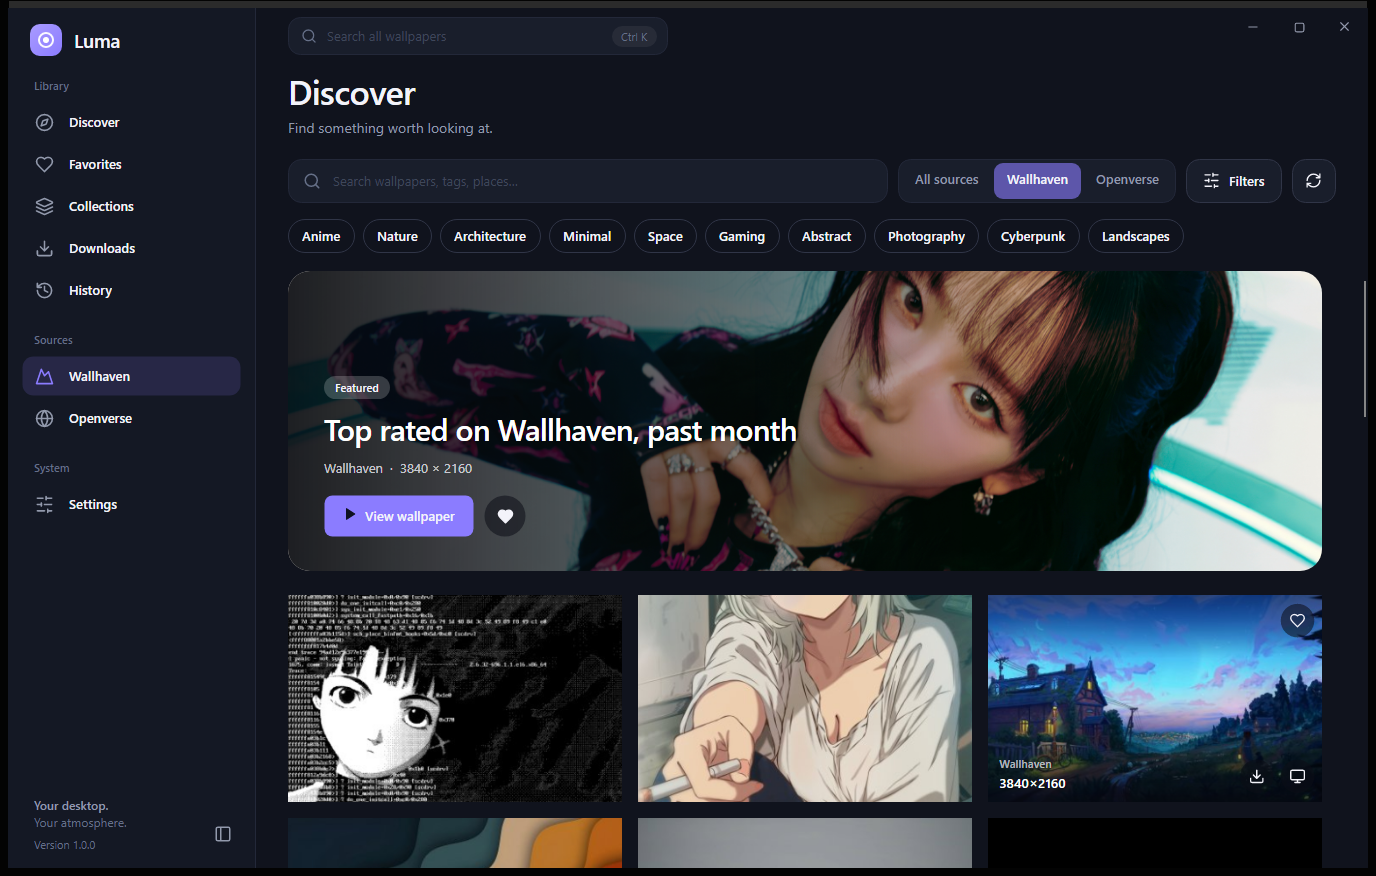 Luma
Library
Discover
Favorites
Collections
Downloads
History
Sources
Wallhaven
Openverse
System
Settings
Your desktop.
Your atmosphere.
Version 1.0.0
Search all wallpapers
Ctrl K
Discover
Find something worth looking at.
Search wallpapers, tags, places...
All sources
Wallhaven
Openverse
Filters
Anime
Nature
Architecture
Minimal
Space
Gaming
Abstract
Photography
Cyberpunk
Landscapes
Featured
Top rated on Wallhaven, past month
Wallhaven · 3840 × 2160
View wallpaper
Wallhaven
3840×2160